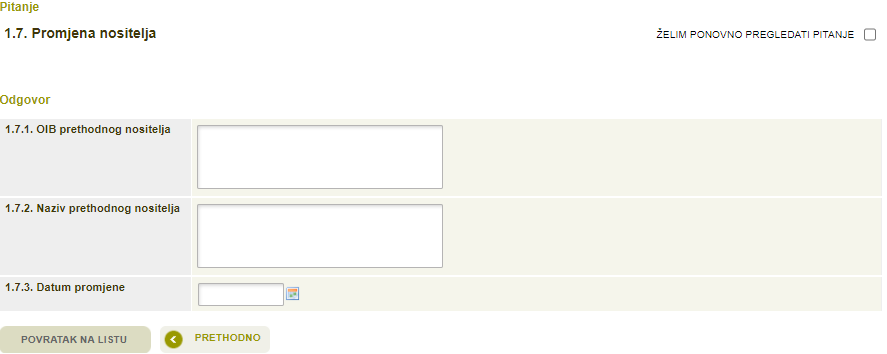 Pitanje
1.7. Promjena nositelja
ŽELIM PONOVNO PREGLEDATI PITANJE
Odgovor
1.7.1. OIB prethodnog nositelja
1.7.2. Naziv prethodnog nositelja
1.7.3. Datum promjene
POVRATAK NA LISTU
PRETHODNO